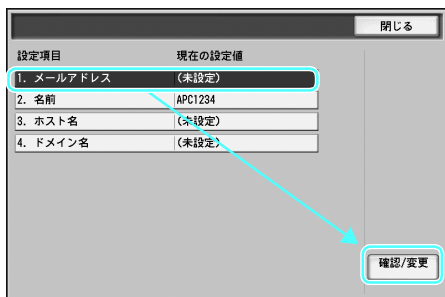 閉じる
設定項目 現在の設定値
1. メールアドレス (未設定)
2. 名前 APC1234
3. ホスト名 (未設定)
4. ドメイン名 (未設定)
確認/変更